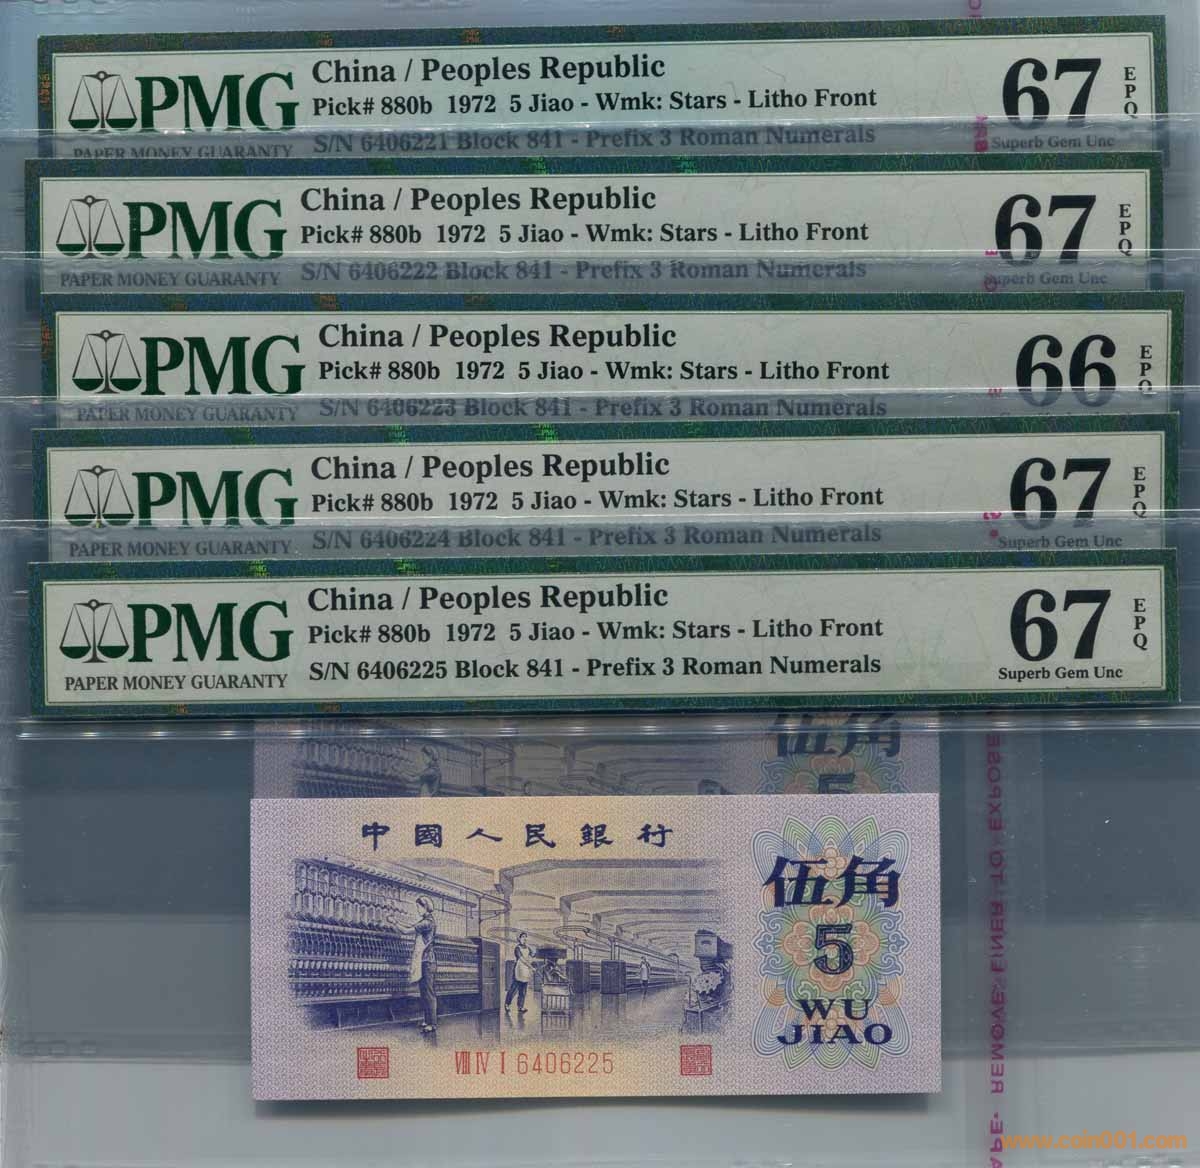 PMG
China / Peoples Republic
Pick# 880b 1972 5 Jiao - Wmk: Stars - Litho Front
S/N 6406221 Block 841 - Prefix 3 Roman Numerals
PAPER MONEY GUARANTY
67
EPQ
Superb Gem Unc
PMG
China / Peoples Republic
Pick# 880b 1972 5 Jiao - Wmk: Stars - Litho Front
S/N 6406222 Block 841 - Prefix 3 Roman Numerals
PAPER MONEY GUARANTY
67
EPQ
Superb Gem Unc
PMG
China / Peoples Republic
Pick# 880b 1972 5 Jiao - Wmk: Stars - Litho Front
S/N 6406223 Block 841 - Prefix 3 Roman Numerals
PAPER MONEY GUARANTY
66
EPQ
PMG
China / Peoples Republic
Pick# 880b 1972 5 Jiao - Wmk: Stars - Litho Front
S/N 6406224 Block 841 - Prefix 3 Roman Numerals
PAPER MONEY GUARANTY
67
EPQ
Superb Gem Unc
PMG
China / Peoples Republic
Pick# 880b 1972 5 Jiao - Wmk: Stars - Litho Front
S/N 6406225 Block 841 - Prefix 3 Roman Numerals
PAPER MONEY GUARANTY
67
EPQ
Superb Gem Unc
伍角
5
中國人民銀行
伍角
5
WU
JIAO
VIII IV I 6406225
APE· REMOVE· LINER ·TO· EXPOSE
www.coin001.com